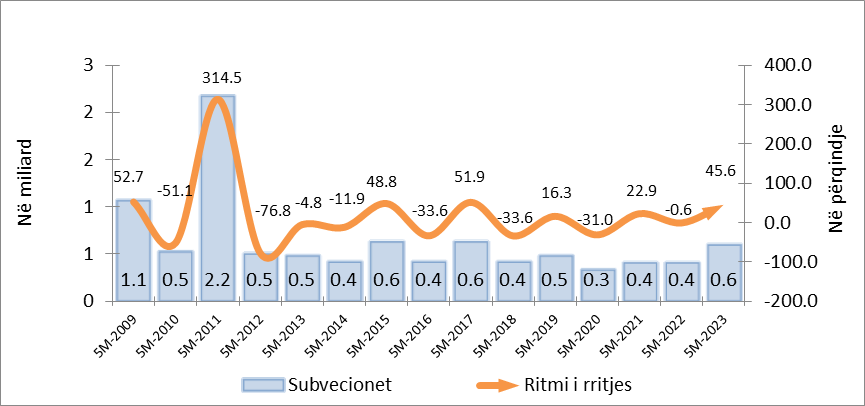 Në miliard
3
2
2
1
1
0
400.0
300.0
200.0
100.0
0.0
-100.0
-200.0
Në përqindje
52.7
-51.1
314.5
-76.8
-4.8
-11.9
48.8
-33.6
51.9
-33.6
16.3
-31.0
22.9
-0.6
45.6
1.1
0.5
2.2
0.5
0.5
0.4
0.6
0.4
0.6
0.4
0.5
0.3
0.4
0.4
0.6
5M-2009
5M-2010
5M-2011
5M-2012
5M-2013
5M-2014
5M-2015
5M-2016
5M-2017
5M-2018
5M-2019
5M-2020
5M-2021
5M-2022
5M-2023
Subvecionet
Ritmi i rritjes